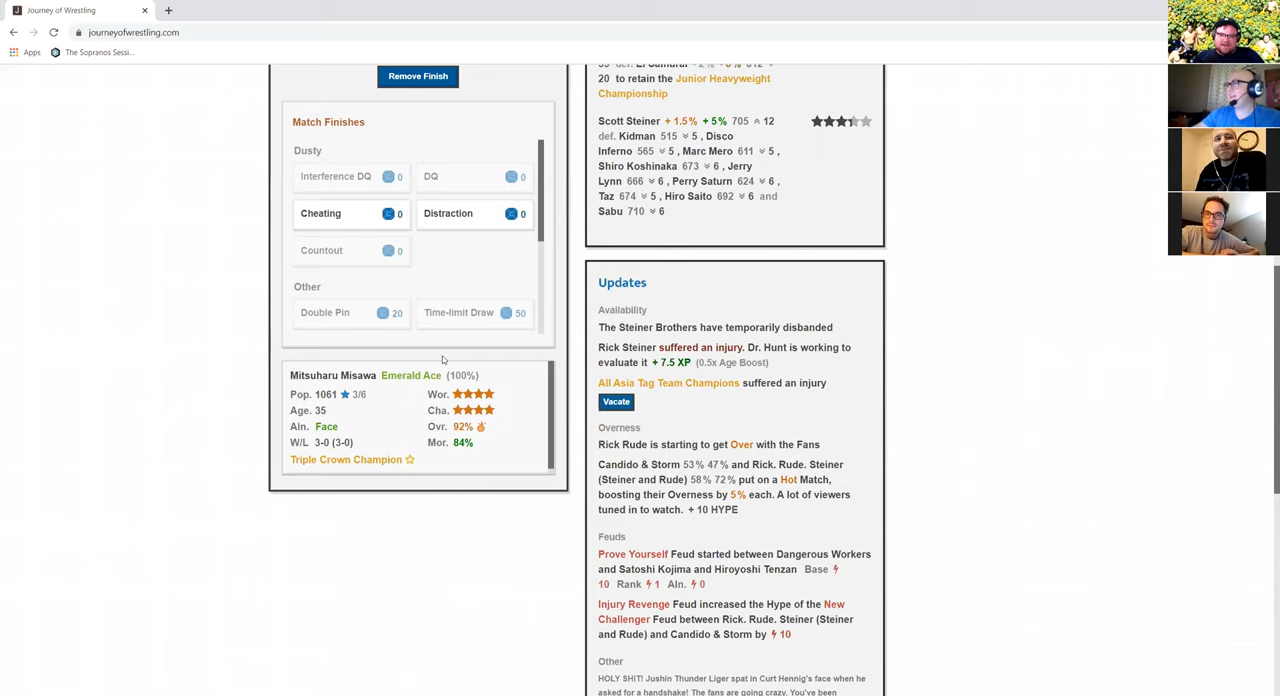 Journey of Wrestling
journeyofwrestling.com
Apps
The Sopranos Sessi...
Remove Finish
Match Finishes
Dusty
Interference DQ 0
DQ 0
Cheating 0
Distraction 0
Countout 0
Other
Double Pin 20
Time-limit Draw 50
Mitsuharu Misawa Emerald Ace (100%)
Pop. 1061 3/6
Wor.
Age. 35
Cha.
Aln. Face
Ovr. 92%
W/L 3-0 (3-0)
Mor. 84%
Triple Crown Champion
20 to retain the Junior Heavyweight
Championship
Scott Steiner + 1.5% + 5% 705 12
def. Kidman 515 5 , Disco
Inferno 565 5 , Marc Mero 611 5 ,
Shiro Koshinaka 673 6 , Jerry
Lynn 666 6 , Perry Saturn 624 6 ,
Taz 674 5 , Hiro Saito 692 6 and
Sabu 710 6
Updates
Availability
The Steiner Brothers have temporarily disbanded
Rick Steiner suffered an injury. Dr. Hunt is working to
evaluate it + 7.5 XP (0.5x Age Boost)
All Asia Tag Team Champions suffered an injury
Vacate
Overness
Rick Rude is starting to get Over with the Fans
Candido & Storm 53% 47% and Rick. Rude. Steiner
(Steiner and Rude) 58% 72% put on a Hot Match,
boosting their Overness by 5% each. A lot of viewers
tuned in to watch. + 10 HYPE
Feuds
Prove Yourself Feud started between Dangerous Workers
and Satoshi Kojima and Hiroyoshi Tenzan Base
10 Rank 1 Aln. 0
Injury Revenge Feud increased the Hype of the New
Challenger Feud between Rick. Rude. Steiner (Steiner
and Rude) and Candido & Storm by 10
Other
HOLY SHIT! Jushin Thunder Liger spat in Curt Hennig's face when he
asked for a handshake! The fans are going crazy. You've been